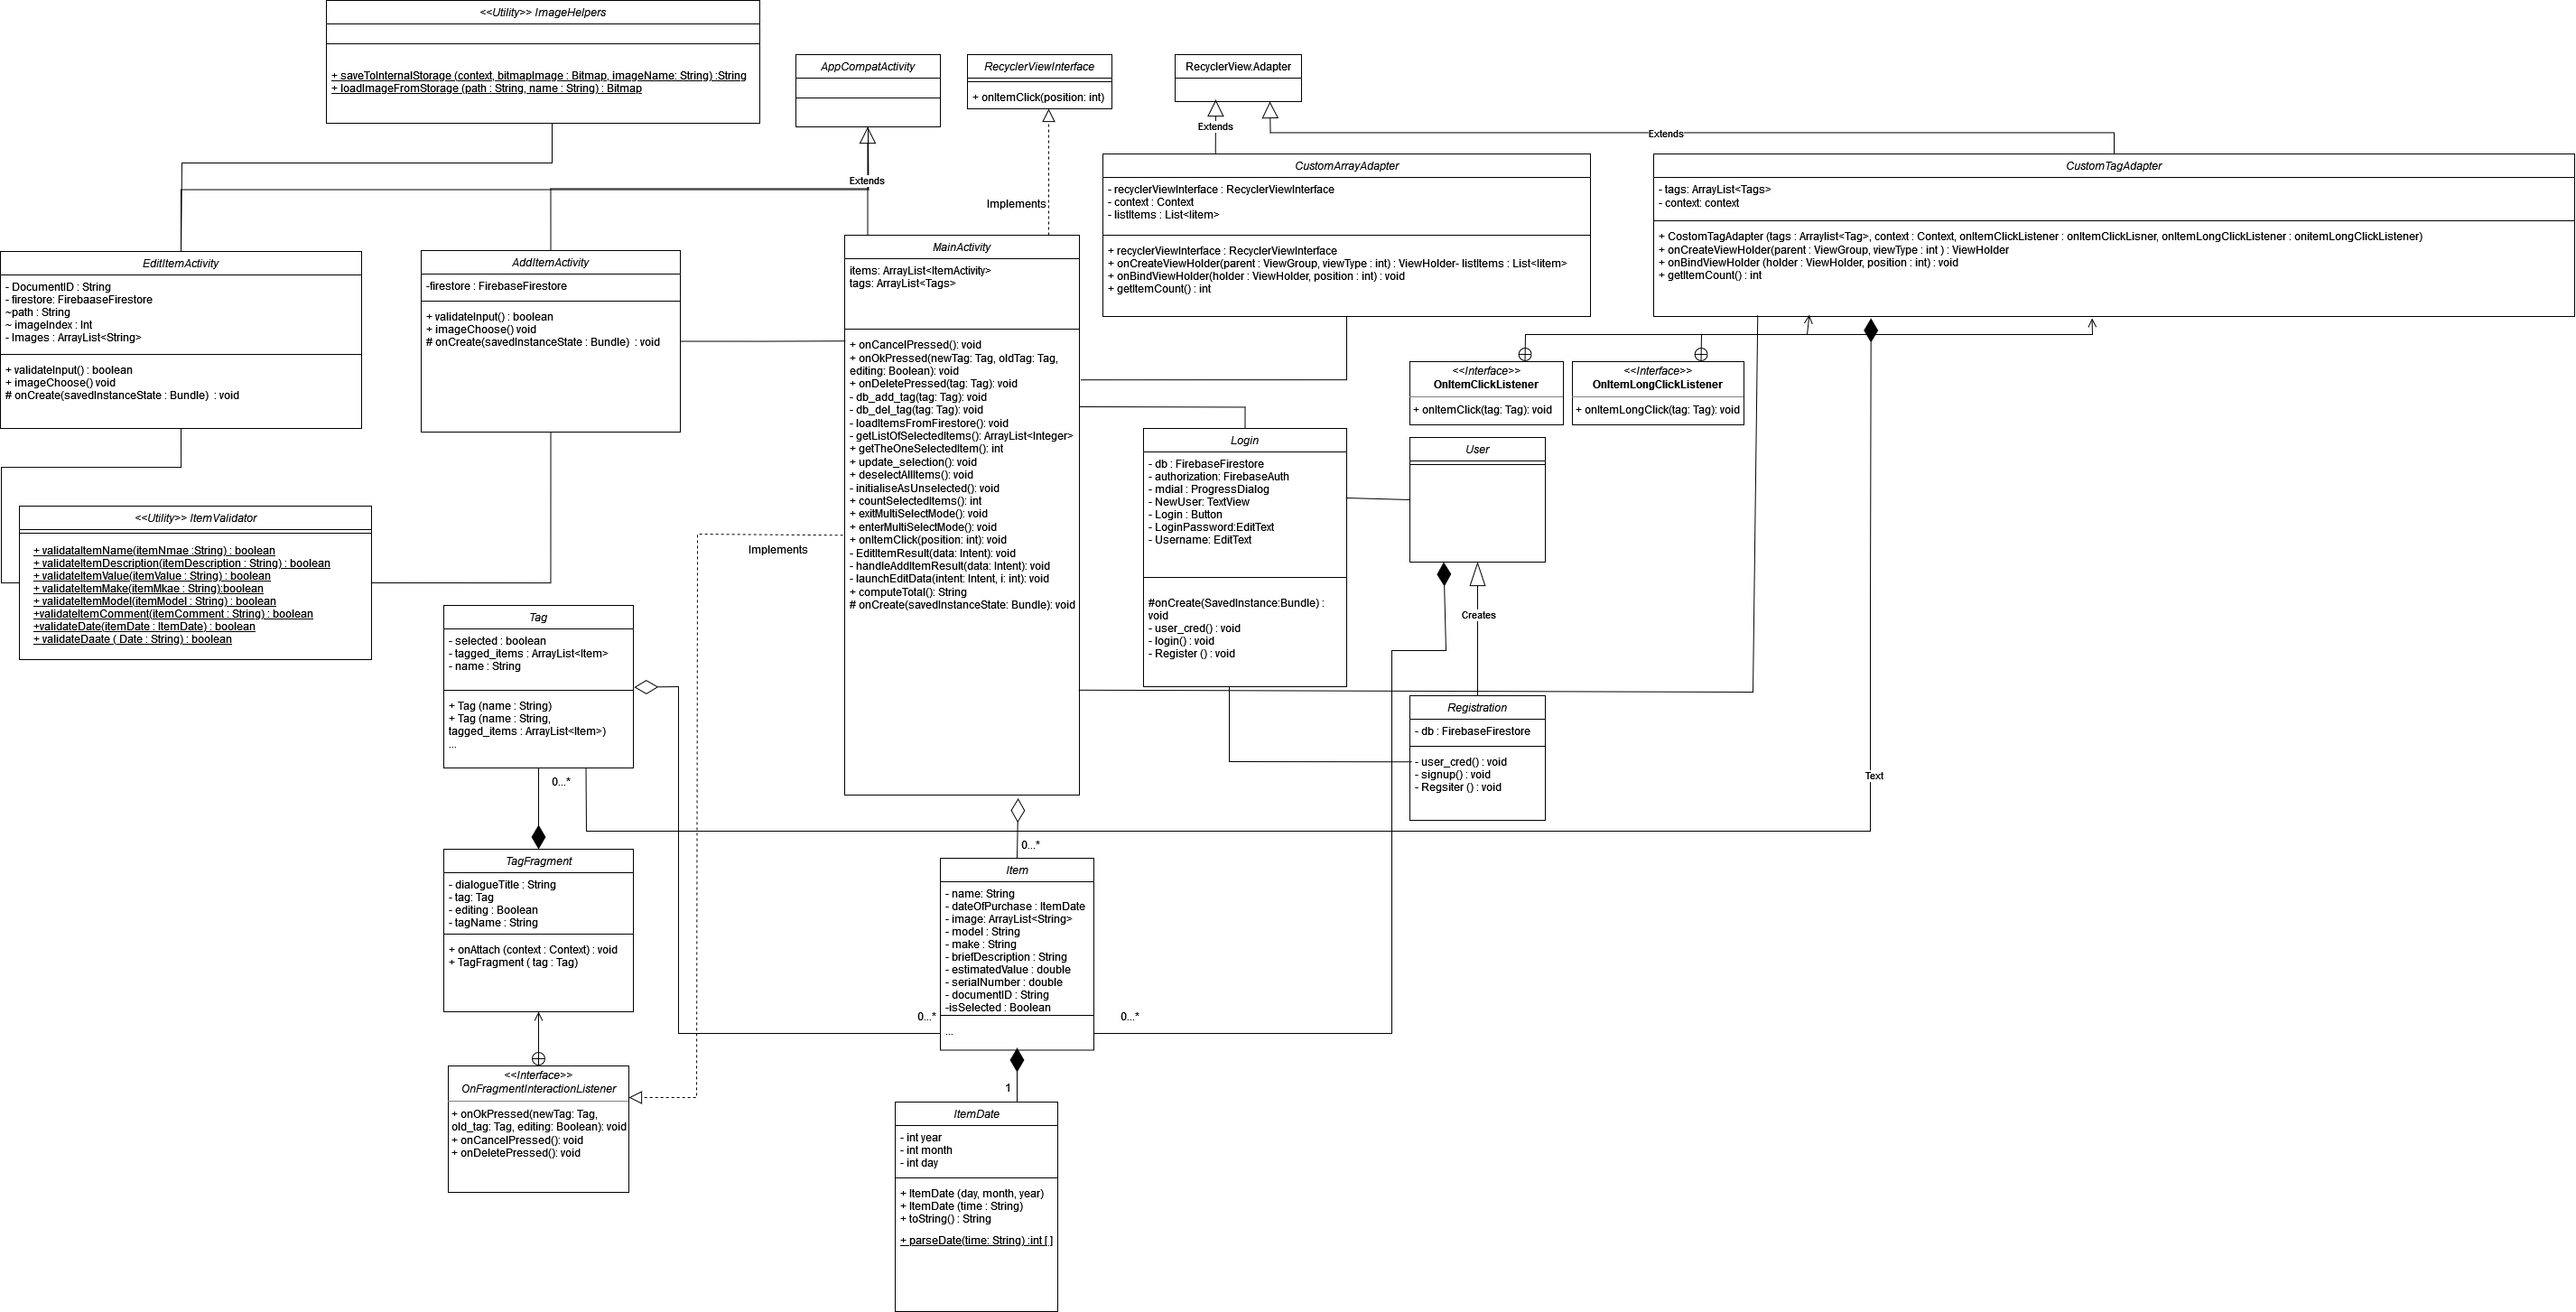 <<Utility>> ImageHelpers
+ saveToInternalStorage (context, bitmapImage : Bitmap, imageName: String) :String
+ loadImageFromStorage (path : String, name : String) : Bitmap
AppCompatActivity
RecyclerViewInterface
+ onItemClick(position: int)
RecyclerView.Adapter
Extends
Extends
Extends
Implements
CustomArrayAdapter
- recyclerViewInterface : RecyclerViewInterface
- context : Context
- listItems : List<Iitem>
+ recyclerViewInterface : RecyclerViewInterface
+ onCreateViewHolder(parent : ViewGroup, viewType : int) : ViewHolder- listItems : List<Iitem>
+ onBindViewHolder(holder : ViewHolder, position : int) : void
+ getItemCount() : int
CustomTagAdapter
- tags: ArrayList<Tags>
- context: context
+ CostomTagAdapter (tags : Arraylist<Tag>, context : Context, onItemClickListener : onItemClickLisner, onItemLongClickListener : onitemLongClickListener)
+ onCreateViewHolder(parent : ViewGroup, viewType : int ) : ViewHolder
+ onBindViewHolder (holder : ViewHolder, position : int) : void
+ getItemCount() : int
EditItemActivity
- DocumentID : String
- firestore: FirebaaseFirestore
~path : String
~ imageIndex : Int
- Images : ArrayList<String>
+ validateInput() : boolean
+ imageChoose() void
# onCreate(savedInstanceState : Bundle) : void
AddItemActivity
-firestore : FirebaseFirestore
+ validateInput() : boolean
+ imageChoose() void
# onCreate(savedInstanceState : Bundle) : void
MainActivity
items: ArrayList<ItemActivity>
tags: ArrayList<Tags>
+ onCancelPressed(): void
+ onOkPressed(newTag: Tag, oldTag: Tag,
editing: Boolean): void
+ onDeletePressed(tag: Tag): void
- db_add_tag(tag: Tag): void
- db_del_tag(tag: Tag): void
- loadItemsFromFirestore(): void
- getListOfSelectedItems(): ArrayList<Integer>
+ getTheOneSelectedItem(): int
+ update_selection(): void
+ deselectAllItems(): void
- initialiseAsUnselected(): void
+ countSelectedItems(): int
+ exitMultiSelectMode(): void
+ enterMultiSelectMode(): void
+ onItemClick(position: int): void
- EditItemResult(data: Intent): void
- handleAddItemResult(data: Intent): void
- launchEditData(intent: Intent, i: int): void
+ computeTotal(): String
# onCreate(savedInstanceState: Bundle): void
<<Interface>>
OnItemClickListener
+ onItemClick(tag: Tag): void
<<Interface>>
OnItemLongClickListener
+ onItemLongClick(tag: Tag): void
Login
- db : FirebaseFirestore
- authorization: FirebaseAuth
- mdial : ProgressDialog
- NewUser: TextView
- Login : Button
- LoginPassword:EditText
- Username: EditText
#onCreate(SavedInstance:Bundle) :
void
- user_cred() : void
- login() : void
- Register () : void
User
Creates
<<Utility>> ItemValidator
+ validataItemName(itemNmae :String) : boolean
+ validateItemDescription(itemDescription : String) : boolean
+ validateItemValue(itemValue : String) : boolean
+ validateItemMake(itemMkae : String):boolean
+ validateItemModel(itemModel : String) : boolean
+validateItemComment(itemComment : String) : boolean
+validateDate(itemDate : ItemDate) : boolean
+ validateDaate ( Date : String) : boolean
Implements
Tag
- selected : boolean
- tagged_items : ArrayList<Item>
- name : String
+ Tag (name : String)
+ Tag (name : String,
tagged_items : ArrayList<Item>)
...
0...*
Registration
- db : FirebaseFirestore
- user_cred() : void
- signup() : void
- Regsiter () : void
Text
0...*
TagFragment
- dialogueTitle : String
- tag: Tag
- editing : Boolean
- tagName : String
+ onAttach (context : Context) : void
+ TagFragment ( tag : Tag)
Item
- name: String
- dateOfPurchase : ItemDate
- image: ArrayList<String>
- model : String
- make : String
- briefDescription : String
- estimatedValue : double
- serialNumber : double
- documentID : String
-isSelected : Boolean
...
0...*
0...*
1
<<Interface>>
OnFragmentInteractionListener
+ onOkPressed(newTag: Tag,
old_tag: Tag, editing: Boolean): void
+ onCancelPressed(): void
+ onDeletePressed(): void
ItemDate
- int year
- int month
- int day
+ ItemDate (day, month, year)
+ ItemDate (time : String)
+ toString() : String
+ parseDate(time: String) :int [ ]